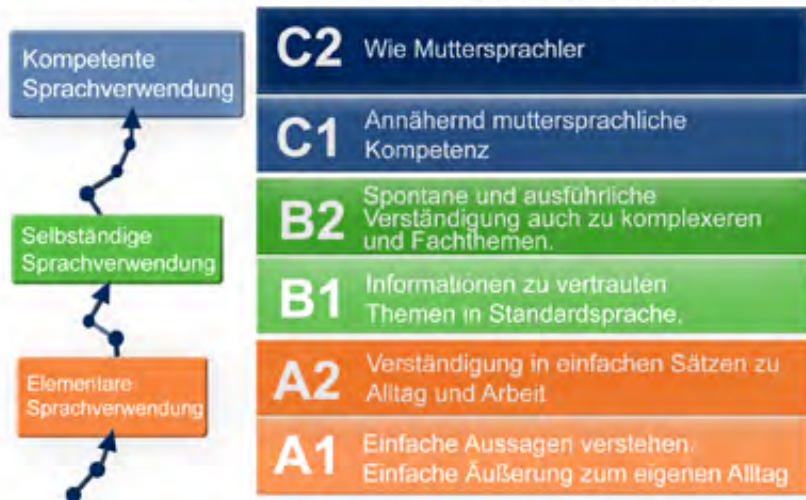 Kompetente
Sprachverwendung
C2 Wie Muttersprachler
C1 Annähernd muttersprachliche
Kompetenz
Selbständige
Sprachverwendung
B2 Spontane und ausführliche
Verständigung auch zu komplexeren
und Fachthemen.
B1 Informationen zu vertrauten
Themen in Standardsprache.
Elementare
Sprachverwendung
A2 Verständigung in einfachen Sätzen zu
Alltag und Arbeit
A1 Einfache Aussagen verstehen.
Einfache Äußerung zum eigenen Alltag